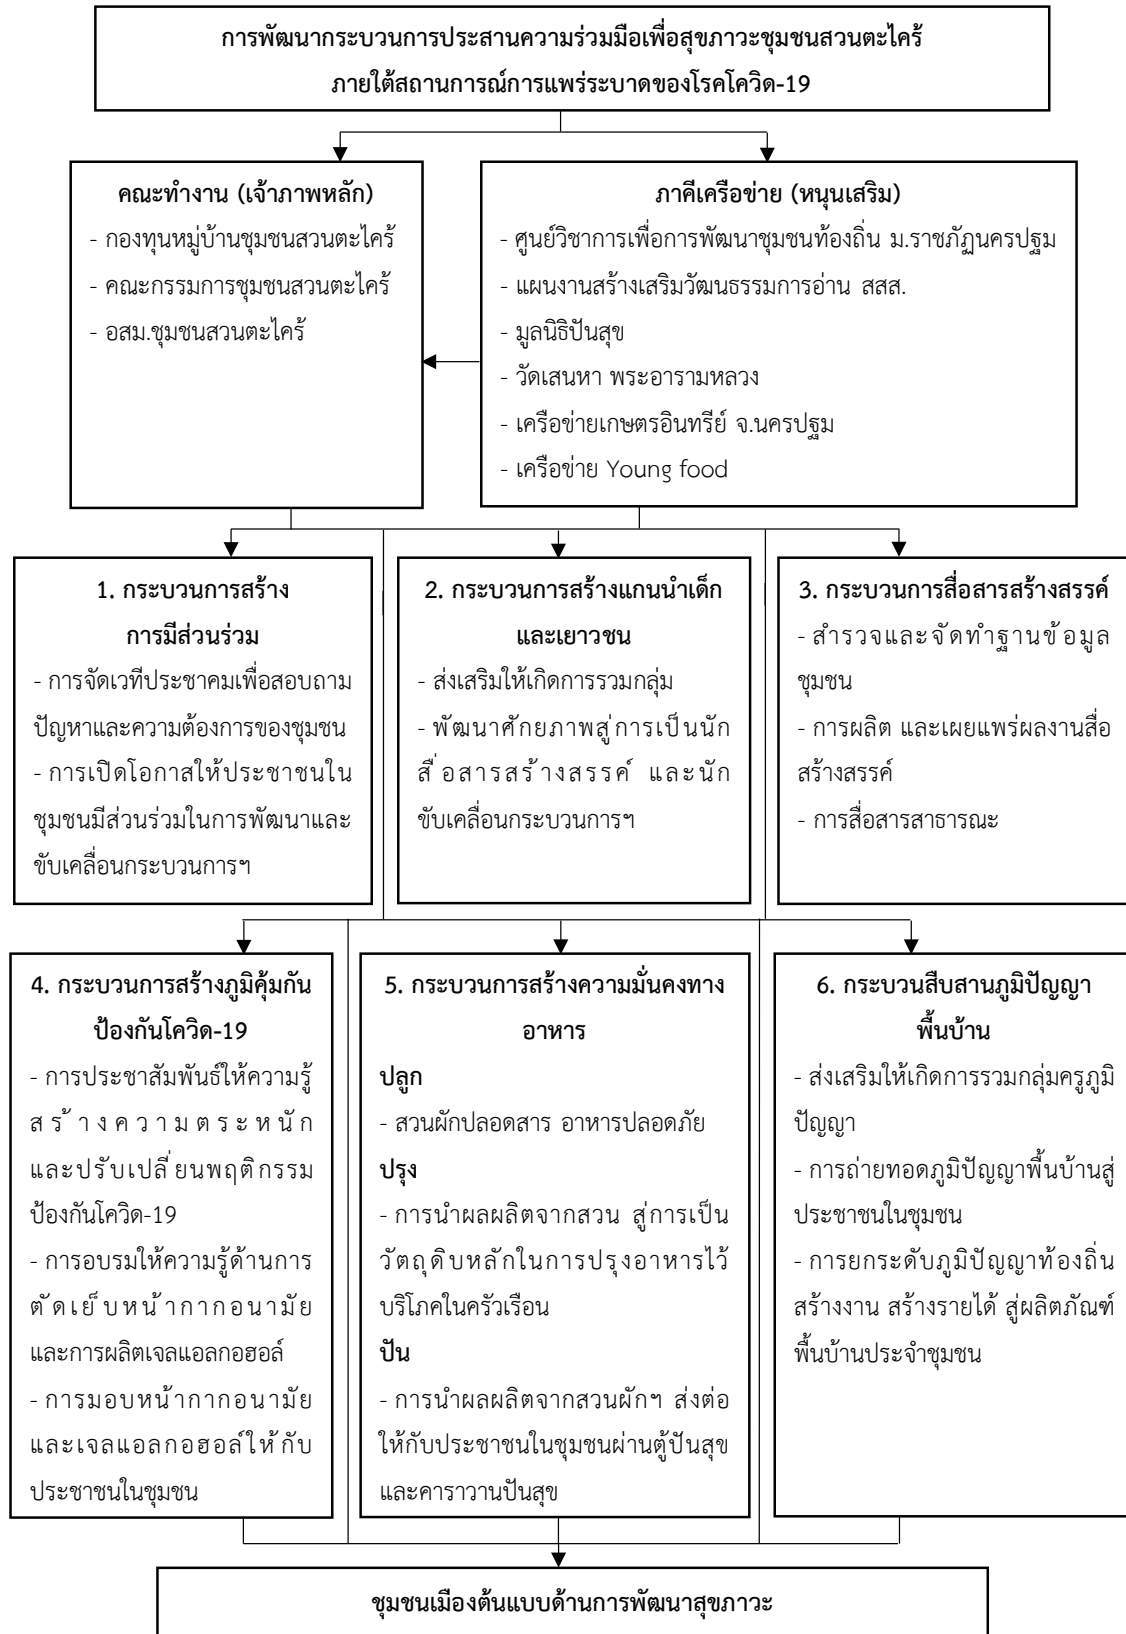 การพัฒนากระบวนการประสานความร่วมมือเพื่อสุขภาวะชุมชนสวนตะไคร้
ภายใต้สถานการณ์การแพร่ระบาดของโรคโควิด-19
คณะทำงาน (เจ้าภาพหลัก)
- กองทุนหมู่บ้านชุมชนสวนตะไคร้
- คณะกรรมการชุมชนสวนตะไคร้
- อสม.ชุมชนสวนตะไคร้
ภาคีเครือข่าย (หนุนเสริม)
- ศูนย์วิชาการเพื่อการพัฒนาชุมชนท้องถิ่น ม.ราชภัฏนครปฐม
- แผนงานสร้างเสริมวัฒนธรรมการอ่าน สสส.
- มูลนิธิปันสุข
- วัดเสนหา พระอารามหลวง
- เครือข่ายเกษตรอินทรีย์ จ.นครปฐม
- เครือข่าย Young food
1. กระบวนการสร้าง
การมีส่วนร่วม
- การจัดเวทีประชาคมเพื่อสอบถาม
ปัญหาและความต้องการของชุมชน
- การเปิดโอกาสให้ประชาชนใน
ชุมชนมีส่วนร่วมในการพัฒนาและ
ขับเคลื่อนกระบวนการฯ
2. กระบวนการสร้างแกนนำเด็ก
และเยาวชน
- ส่งเสริมให้เกิดการรวมกลุ่ม
- พัฒนาศักยภาพสู่การเป็นนัก
สื่อสารสร้างสรรค์ และนัก
ขับเคลื่อนกระบวนการฯ
3. กระบวนการสื่อสารสร้างสรรค์
- สำรวจและจัดทำฐานข้อมูล
ชุมชน
- การผลิต และเผยแพร่ผลงานสื่อ
สร้างสรรค์
- การสื่อสารสาธารณะ
4. กระบวนการสร้างภูมิคุ้มกัน
ป้องกันโควิด-19
- การประชาสัมพันธ์ให้ความรู้
สร้างความตระหนัก
และปรับเปลี่ยนพฤติกรรม
ป้องกันโควิด-19
- การอบรมให้ความรู้ด้านการ
ตัดเย็บหน้ากากอนามัย
และการผลิตเจลแอลกอฮอล์
- การมอบหน้ากากอนามัย
และเจลแอลกอฮอล์ให้กับ
ประชาชนในชุมชน
5. กระบวนการสร้างความมั่นคงทาง
อาหาร
ปลูก
- สวนผักปลอดสาร อาหารปลอดภัย
ปรุง
- การนำผลผลิตจากสวน สู่การเป็น
วัตถุดิบหลักในการปรุงอาหารไว้
บริโภคในครัวเรือน
ปัน
- การนำผลผลิตจากสวนผักฯ ส่งต่อ
ให้กับประชาชนในชุมชนผ่านตู้ปันสุข
และคาราวานปันสุข
6. กระบวนสืบสานภูมิปัญญา
พื้นบ้าน
- ส่งเสริมให้เกิดการรวมกลุ่มครูภูมิ
ปัญญา
- การถ่ายทอดภูมิปัญญาพื้นบ้านสู่
ประชาชนในชุมชน
- การยกระดับภูมิปัญญาท้องถิ่น
สร้างงาน สร้างรายได้ สู่ผลิตภัณฑ์
พื้นบ้านประจำชุมชน
ชุมชนเมืองต้นแบบด้านการพัฒนาสุขภาวะ